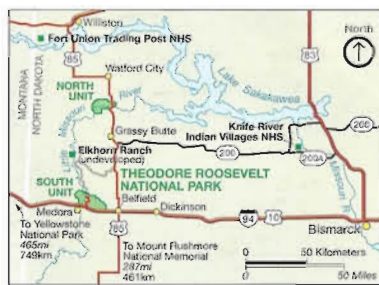 Williston
Fort Union Trading Post NHS
85
North
83
Watford City
MONTANA
NORTH DAKOTA
NORTH
UNIT
River
Lake Sakakawea
Missouri
Little
Grassy Butte
Knife River
Indian Villages NHS
200
200
200A
Elkhorn Ranch
(undeveloped)
THEODORE ROOSEVELT
NATIONAL PARK
Missouri R
SOUTH
UNIT
Medora
Belfield
Dickinson
94
10
Bismarck
85
To Yellowstone
National Park
465mi
749km
To Mount Rushmore
National Memorial
287mi
461km
0
50 Kilometers
0
50 Miles